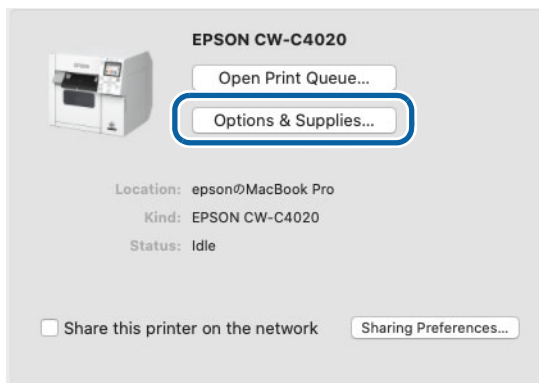 EPSON CW-C4020
Open Print Queue...
Options & Supplies...
Location: epsonのMacBook Pro
Kind: EPSON CW-C4020
Status: Idle
Share this printer on the network
Sharing Preferences...